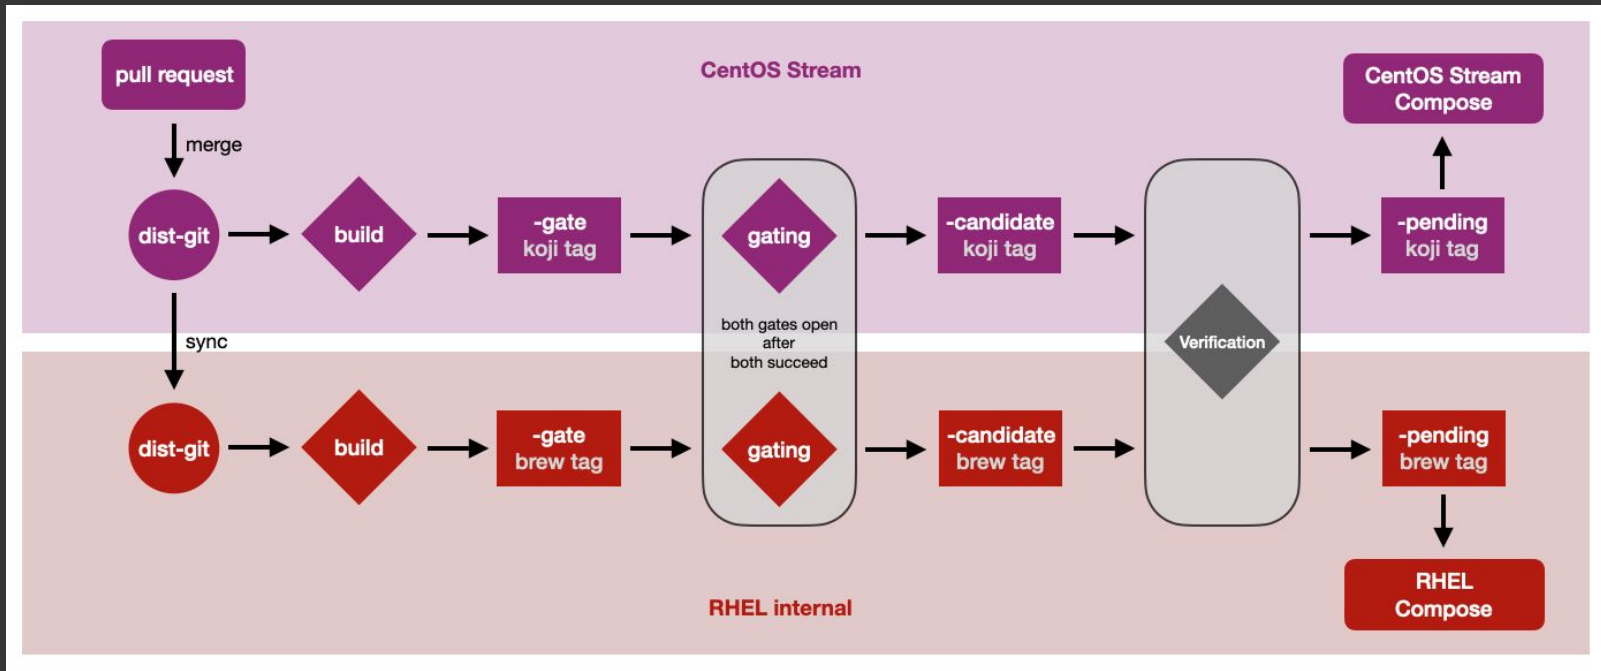 pull request
CentOS Stream
CentOS Stream
Compose
merge
dist-git
build
-gate
koji tag
gating
-candidate
koji tag
-pending
koji tag
both gates open
after
both succeed
sync
Verification
dist-git
build
-gate
brew tag
gating
-candidate
brew tag
-pending
brew tag
RHEL internal
RHEL
Compose